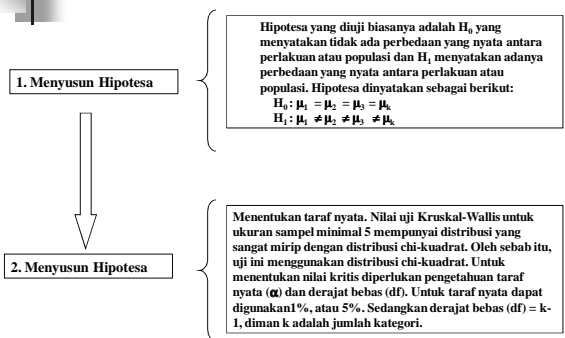 1. Menyusun Hipotesa
Hipotesa yang diuji biasanya adalah H₀ yang
menyatakan tidak ada perbedaan yang nyata antara
perlakuan atau populasi dan H₁ menyatakan adanya
perbedaan yang nyata antara perlakuan atau
populasi. Hipotesa dinyatakan sebagai berikut:
H₀ : μ₁ = μ₂ = μ₃ = μₖ
H₁ : μ₁ ≠ μ₂ ≠ μ₃ ≠ μₖ
2. Menyusun Hipotesa
Menentukan taraf nyata. Nilai uji Kruskal-Wallis untuk
ukuran sampel minimal 5 mempunyai distribusi yang
sangat mirip dengan distribusi chi-kuadrat. Oleh sebab itu,
uji ini menggunakan distribusi chi-kuadrat. Untuk
menentukan nilai kritis diperlukan pengetahuan taraf
nyata (α) dan derajat bebas (df). Untuk taraf nyata dapat
digunakan1%, atau 5%. Sedangkan derajat bebas (df) = k-
1, diman k adalah jumlah kategori.